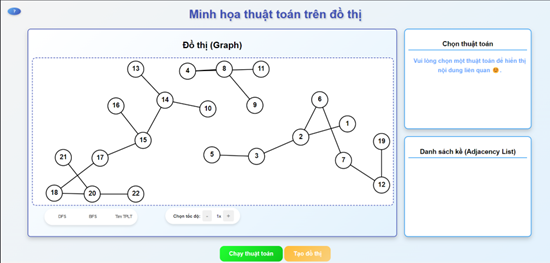 Minh họa thuật toán trên đồ thị
Đồ thị (Graph)
13
4
8
11
14
16
10
9
6
1
15
2
19
21
17
5
3
7
12
18
20
22
DFS
BFS
Tìm TPLT
Chọn tốc độ:
-
1x
+
Chọn thuật toán
Vui lòng chọn một thuật toán để hiển thị
nội dung liên quan 😊.
Danh sách kề (Adjacency List)
Chạy thuật toán
Tạo đồ thị